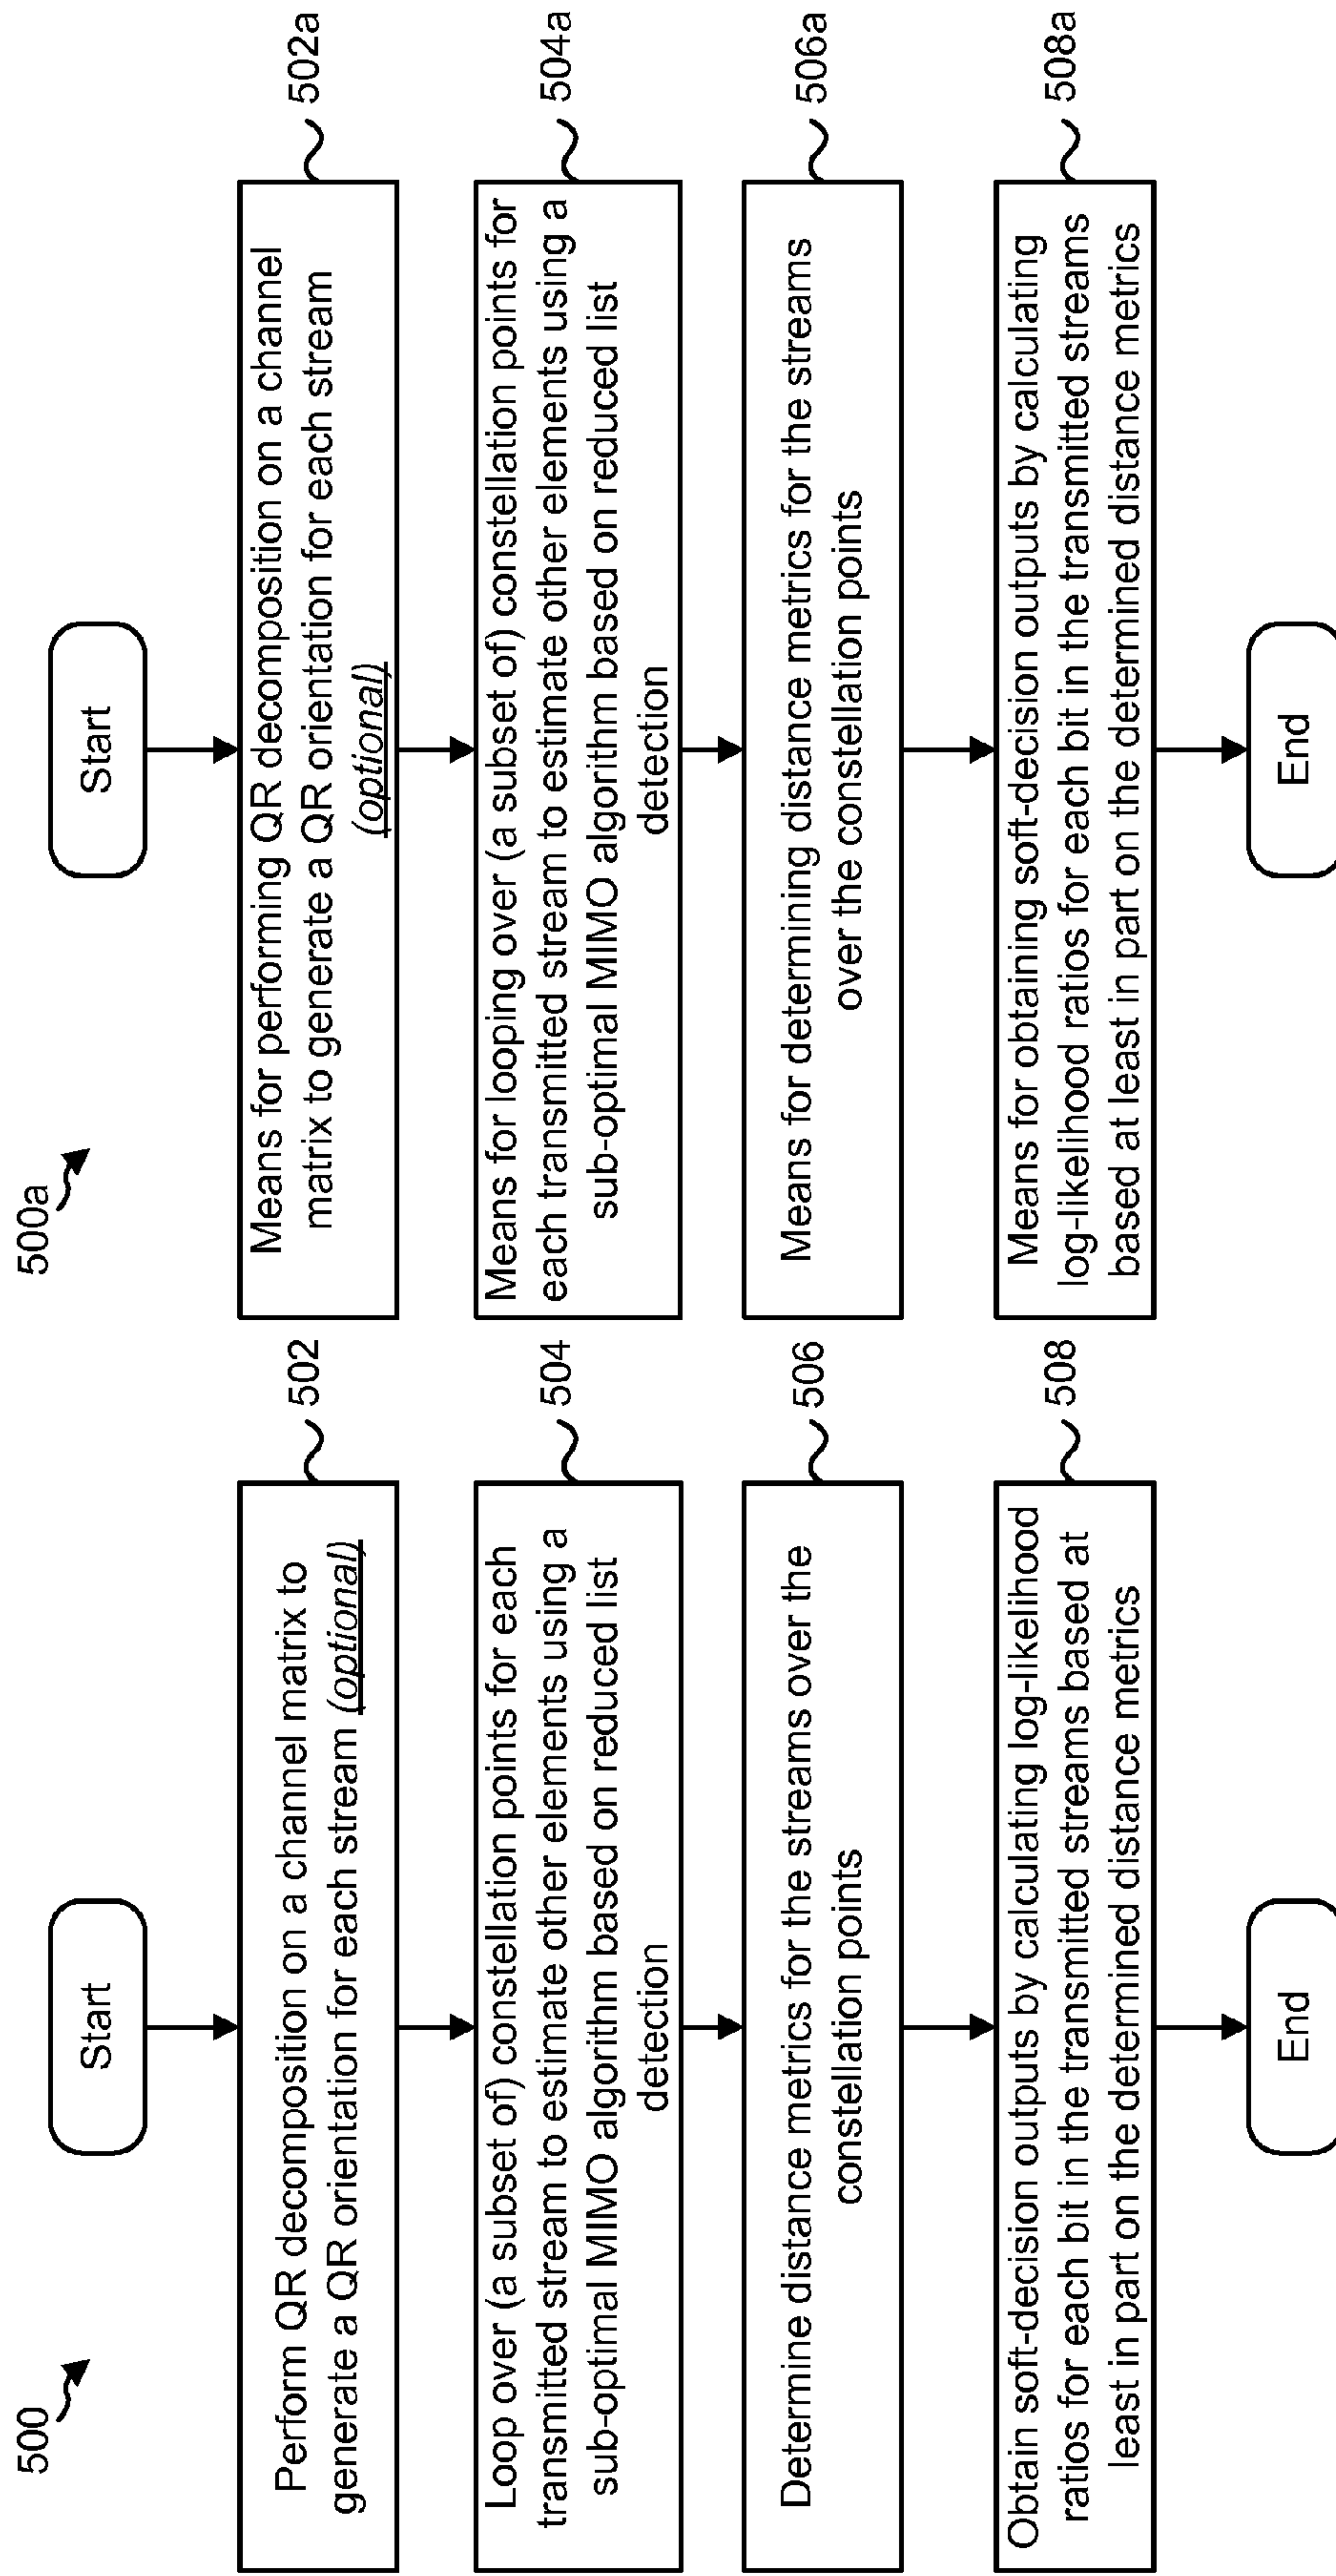 500
Start
Perform QR decomposition on a channel matrix to
generate a QR orientation for each stream (optional)
502
Loop over (a subset of) constellation points for each
transmitted stream to estimate other elements using a
sub-optimal MIMO algorithm based on reduced list
detection
504
Determine distance metrics for the streams over the
constellation points
506
Obtain soft-decision outputs by calculating log-likelihood
ratios for each bit in the transmitted streams based at
least in part on the determined distance metrics
508
End
500a
Start
Means for performing QR decomposition on a channel
matrix to generate a QR orientation for each stream
(optional)
502a
Means for looping over (a subset of) constellation points for
each transmitted stream to estimate other elements using a
sub-optimal MIMO algorithm based on reduced list
detection
504a
Means for determining distance metrics for the streams
over the constellation points
506a
Means for obtaining soft-decision outputs by calculating
log-likelihood ratios for each bit in the transmitted streams
based at least in part on the determined distance metrics
508a
End